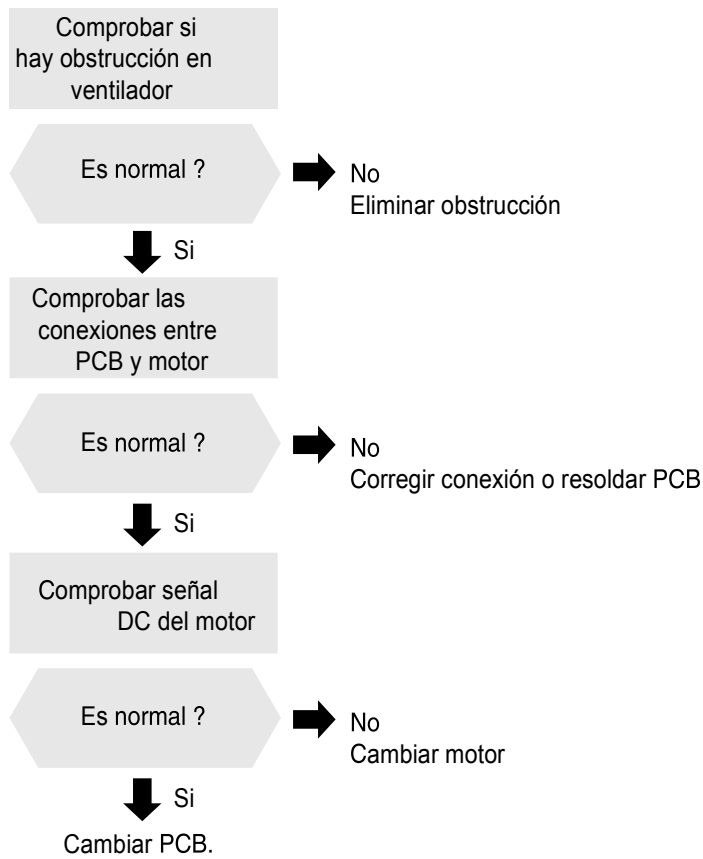 Comprobar si
hay obstrucción en
ventilador
Es normal ?
No
Eliminar obstrucción
Si
Comprobar las
conexiones entre
PCB y motor
Es normal ?
No
Corregir conexión o resoldar PCB
Si
Comprobar señal
DC del motor
Es normal ?
No
Cambiar motor
Si
Cambiar PCB.